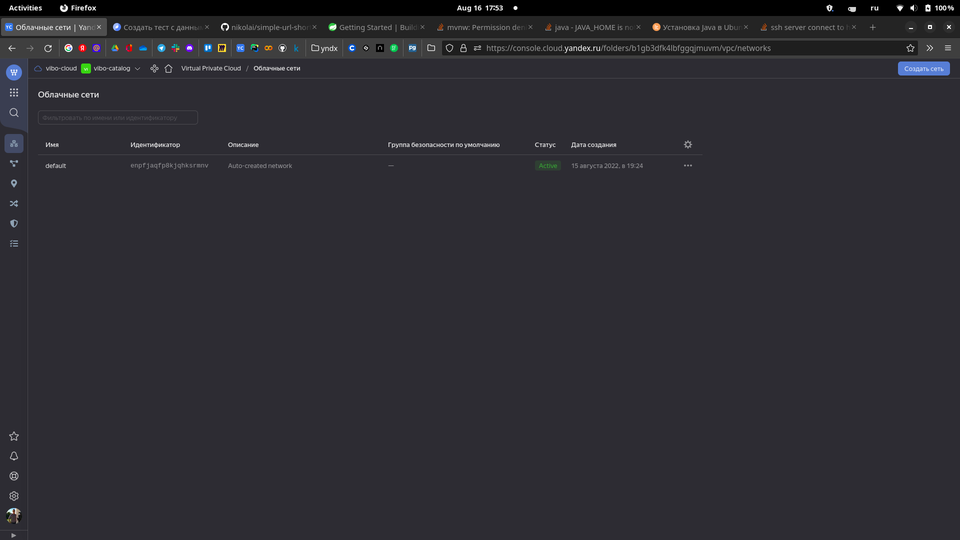 Activities Firefox Aug 16 17:53 ru 100 %
Облачные сети | Yan Создать тест с данны nikolai/simple-url-shor Getting Started | Build mvnw: Permission den java - JAVA_HOME is no Установка Java в Ubun ssh server connect to
yndx https://console.cloud.yandex.ru/folders/b1gb3dfk4lbfggqjmuvm/vpc/networks
vibo-cloud vibo-catalog Virtual Private Cloud / Облачные сети Создать сеть
Облачные сети
Фильтровать по имени или идентификатору
Имя Идентификатор Описание Группа безопасности по умолчанию Статус Дата создания
default enpfjaqfp8kjqhksrmnv Auto-created network — Active 15 августа 2022, в 19:24